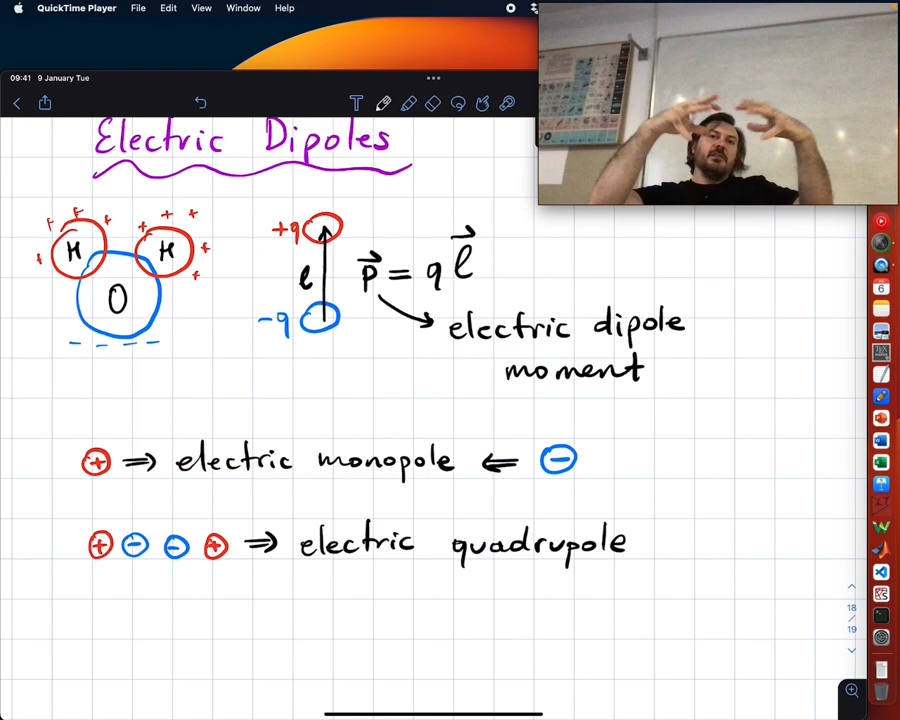 QuickTime Player File Edit View Window Help
09:41 9 January Tue
Electric Dipoles
+ + + + + + + + +
H H
O
- - - -
+q
l
-q
p = q l
electric dipole
moment
+ ⇒ electric monopole ⇐ -
+ - - + ⇒ electric quadrupole
6
18
/
19